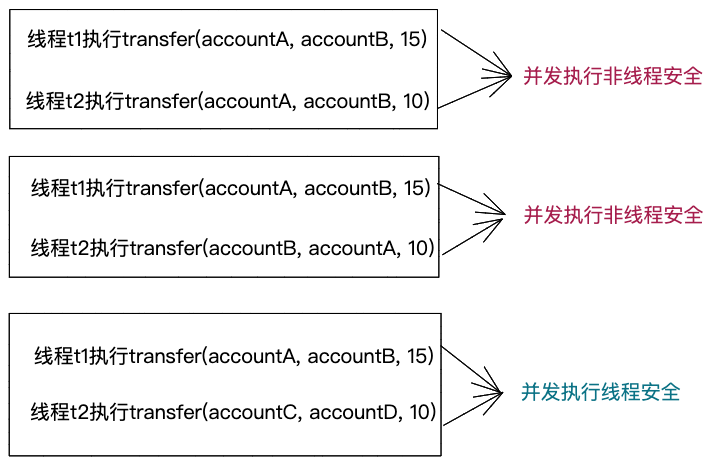 线程t1执行transfer(accountA, accountB, 15)
并发执行非线程安全
线程t2执行transfer(accountA, accountB, 10)
线程t1执行transfer(accountA, accountB, 15)
并发执行非线程安全
线程t2执行transfer(accountB, accountA, 10)
线程t1执行transfer(accountA, accountB, 15)
并发执行线程安全
线程t2执行transfer(accountC, accountD, 10)